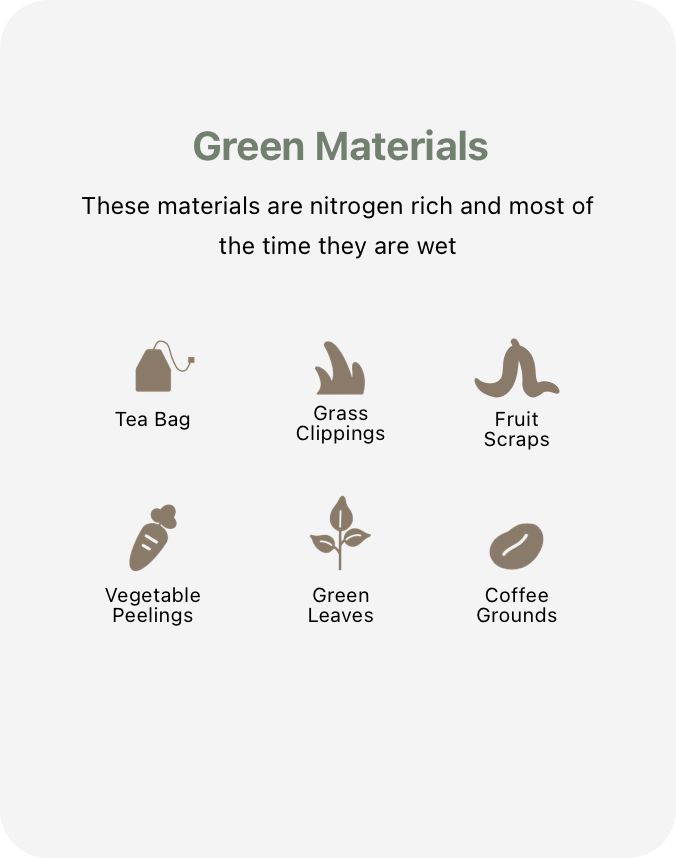 Green Materials
These materials are nitrogen rich and most of
the time they are wet
Tea Bag
Grass
Clippings
Fruit
Scraps
Vegetable
Peelings
Green
Leaves
Coffee
Grounds